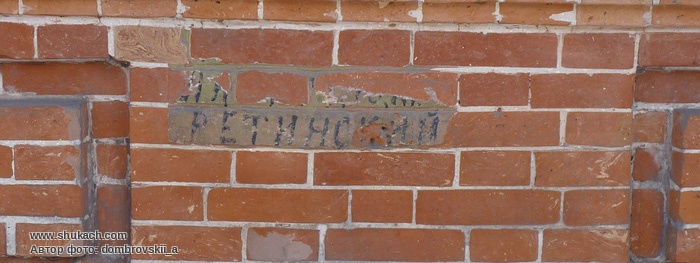 РЕТИНСКИЙ
www.shukach.com
Автор фото: dombrovskii_a